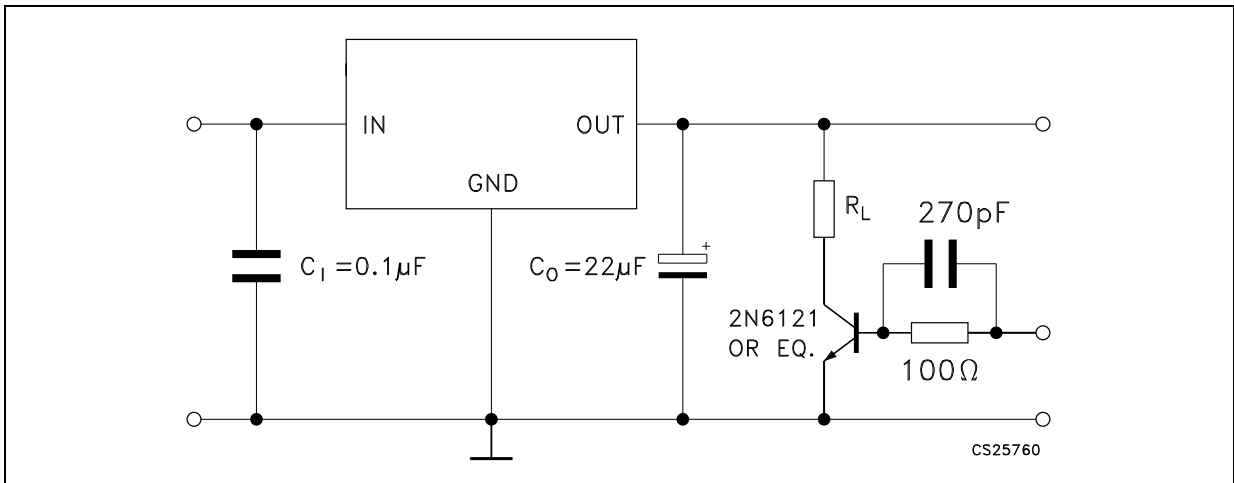 IN
OUT
GND
C_I =0.1µF
C_O =22µF
+
R_L
270pF
2N6121
OR EQ.
100Ω
CS25760